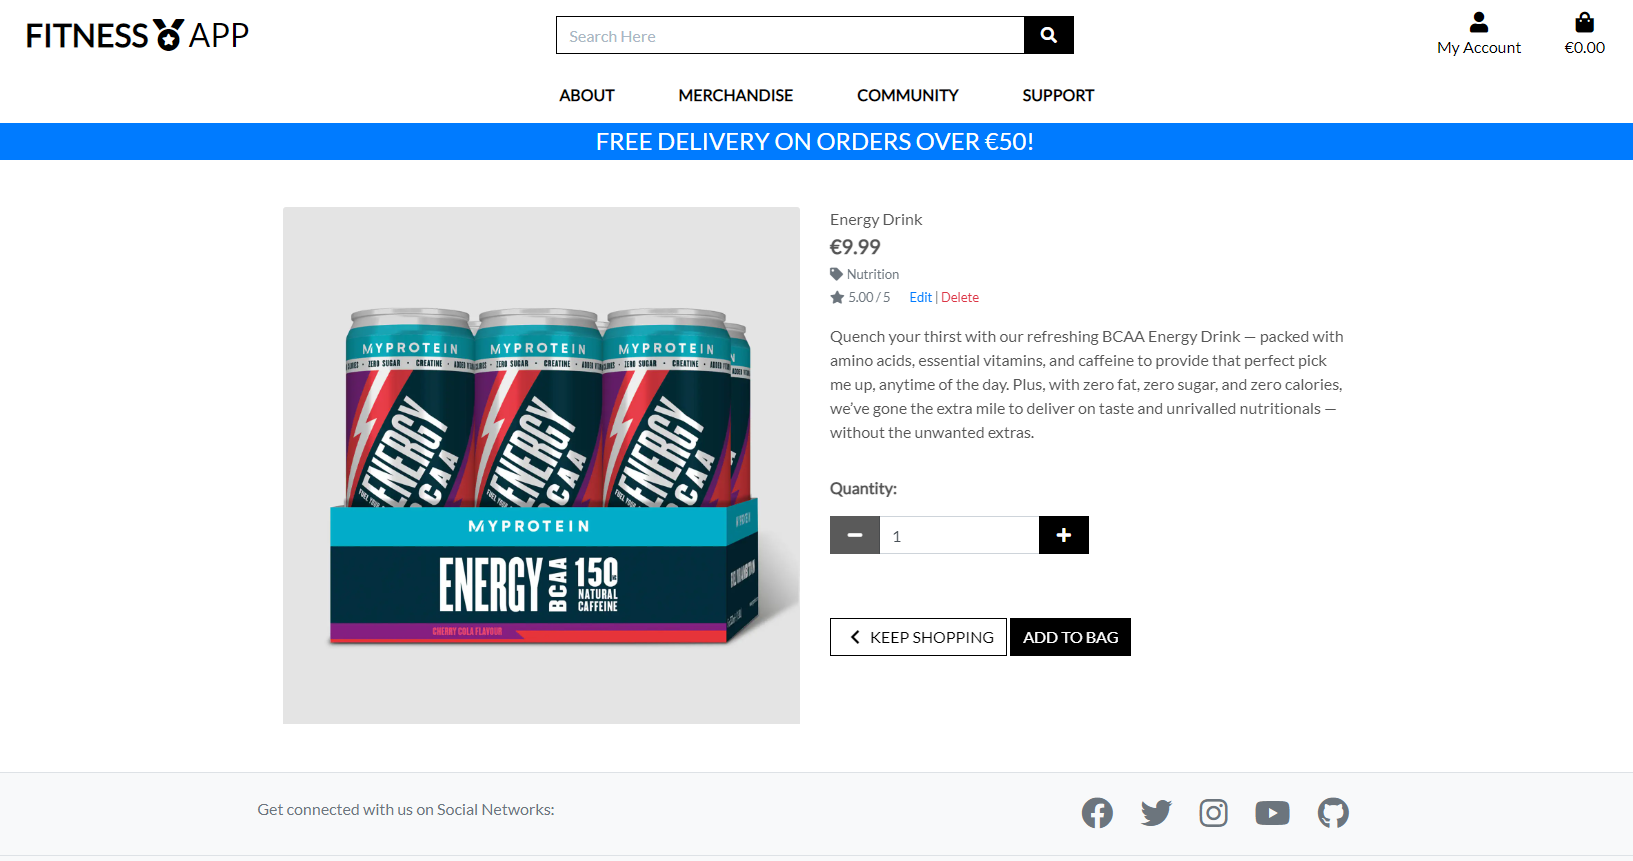 FITNESS APP
Search Here
My Account
€0.00
ABOUT
MERCHANDISE
COMMUNITY
SUPPORT
FREE DELIVERY ON ORDERS OVER €50!
MYPROTEIN
MYPROTEIN
MYPROTEIN
ZERO SUGAR • CREATINE •
ZERO SUGAR • CREATINE •
ZERO SUGAR • CREATINE •
ENERGY
ENERGY
ENERGY
BCAA
MYPROTEIN
ENERGY
BCAA
150
NATURAL
CAFFEINE
CHERRY COLA FLAVOUR
Energy Drink
€9.99
Nutrition
5.00 / 5 Edit | Delete
Quench your thirst with our refreshing BCAA Energy Drink — packed with
amino acids, essential vitamins, and caffeine to provide that perfect pick
me up, anytime of the day. Plus, with zero fat, zero sugar, and zero calories,
we’ve gone the extra mile to deliver on taste and unrivalled nutritionals —
without the unwanted extras.
Quantity:
1
KEEP SHOPPING
ADD TO BAG
Get connected with us on Social Networks: